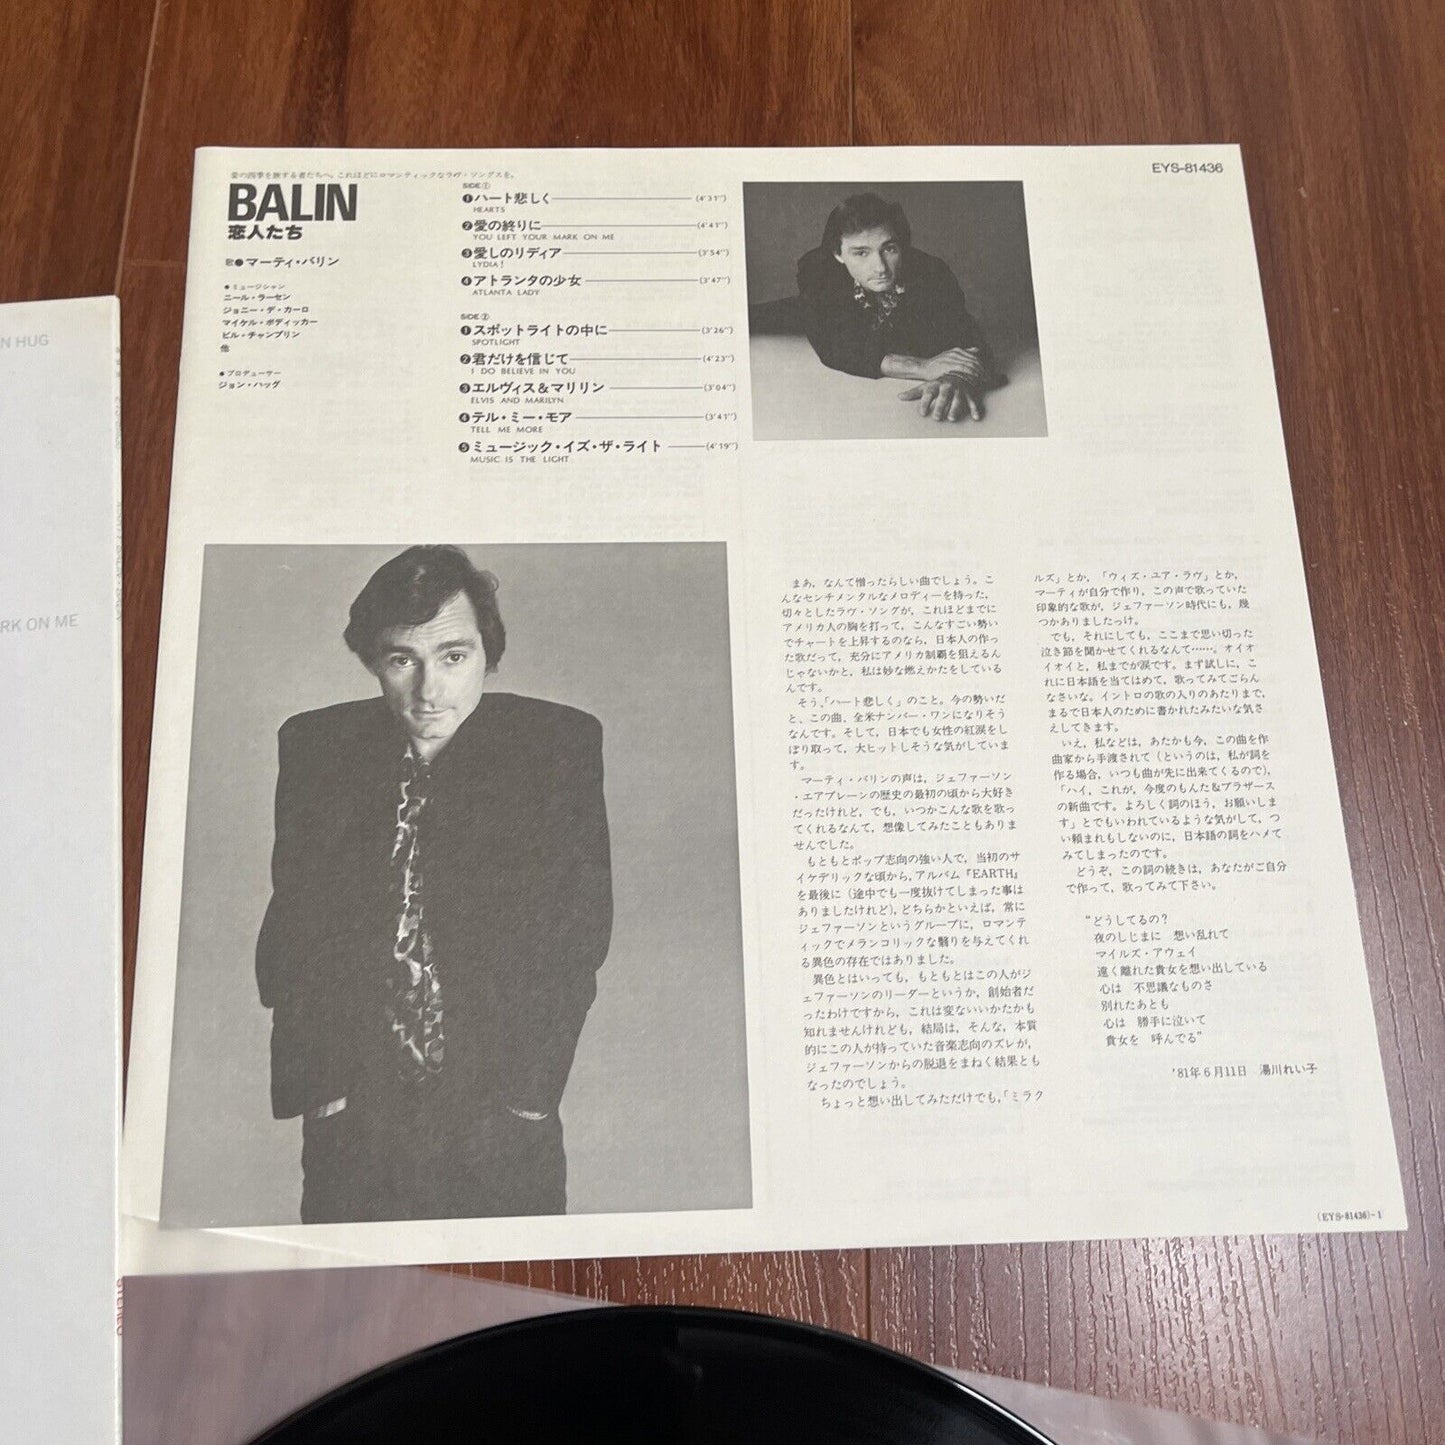 EYS-81436
愛の四季を旅する者たちへ。これほどにロマンティックなラヴ・ソングスを。
BALIN
恋人たち
歌●マーティ・バリン
●ミュージシャン
ニール・ラーセン
ジョニー・デ・カーロ
マイケル・ボディッカー
ビル・チャンプリン
他
●プロデューサー
ジョン・ハッグ
SIDE①
❶ハート悲しく (4'31'')
HEARTS
❷愛の終りに (4'41'')
YOU LEFT YOUR MARK ON ME
❸愛しのリディア (3'54'')
LYDIA!
❹アトランタの少女 (3'47'')
ATLANTA LADY
SIDE②
❶スポットライトの中に (3'26'')
SPOTLIGHT
❷君だけを信じて (4'23'')
I DO BELIEVE IN YOU
❸エルヴィス&マリリン (3'04'')
ELVIS AND MARILYN
❹テル・ミー・モア (3'41'')
TELL ME MORE
❺ミュージック・イズ・ザ・ライト (4'19'')
MUSIC IS THE LIGHT
まあ，なんて憎ったらしい曲でしょう。こ
んなセンチメンタルなメロディーを持った，
切々としたラヴ・ソングが，これほどまでに
アメリカ人の胸を打って，こんなすごい勢い
でチャートを上昇するのなら，日本人の作っ
た歌だって，充分にアメリカ制覇を狙えるん
じゃないかと，私は妙な燃えかたをしている
んです。
そう，「ハート悲しく」のこと。今の勢いだ
と，この曲，全米ナンバー・ワンになりそう
なんです。そして，日本でも女性の紅涙をし
ぼり取って，大ヒットしそうな気がしていま
す。
マーティ・バリンの声は，ジェファーソン
・エアプレーンの歴史の最初の頃から大好き
だったけれど，でも，いつかこんな歌を歌っ
てくれるなんて，想像してみたこともありま
せんでした。
もともとポップ志向の強い人で，当初のサ
イケデリックな頃から，アルバム『EARTH』
を最後に（途中でも一度抜けてしまった事は
ありましたけれど），どちらかといえば，常に
ジェファーソンというグループに，ロマンテ
ィックでメランコリックな翳りを与えてくれ
る異色の存在ではありました。
異色とはいっても，もともとはこの人がジ
ェファーソンのリーダーというか，創始者だ
ったわけですから，これは変ないいかたかも
知れませんけれども，結局は，そんな，本質
的にこの人が持っていた音楽志向のズレが，
ジェファーソンからの脱退をまねく結果とも
なったのでしょう。
ちょっと想い出してみただけでも，「ミラク
ルズ」とか，「ウィズ・ユア・ラヴ」とか，
マーティが自分で作り，この声で歌っていた
印象的な歌が，ジェファーソン時代にも，幾
つかありましたっけ。
でも，それにしても，ここまで思い切った
泣き節を聞かせてくれるなんて……。オイオ
イオイと，私までが涙です。まず試しに，こ
れに日本語を当てはめて，歌ってみてごらん
なさいな。イントロの歌の入りのあたりまで，
まるで日本人のために書かれたみたいな気さ
えしてきます。
いえ，私などは，あたかも今，この曲を作
曲家から手渡されて（というのは，私が詞を
作る場合，いつも曲が先に出来てくるので），
「ハイ，これが，今度のもんた&ブラザース
の新曲です。よろしく詞のほう，お願いしま
す」とでもいわれているような気がして，つ
い頼まれもしないのに，日本語の詞をハメて
みてしまったのです。
どうぞ，この詞の続きは，あなたがご自分
で作って，歌ってみて下さい。
“どうしてるの？
夜のしじまに　想い乱れて
マイルズ・アウェイ
遠く離れた貴女を想い出している
心は　不思議なものさ
別れたあとも
心は　勝手に泣いて
貴女を　呼んでる”
'81年6月11日　湯川れい子
(EYS-81436)-1
N HUG
RK ON ME